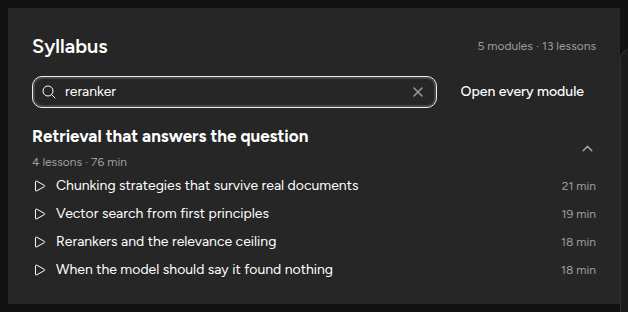 Syllabus
5 modules · 13 lessons
reranker
Open every module
Retrieval that answers the question
4 lessons · 76 min
Chunking strategies that survive real documents 21 min
Vector search from first principles 19 min
Rerankers and the relevance ceiling 18 min
When the model should say it found nothing 18 min